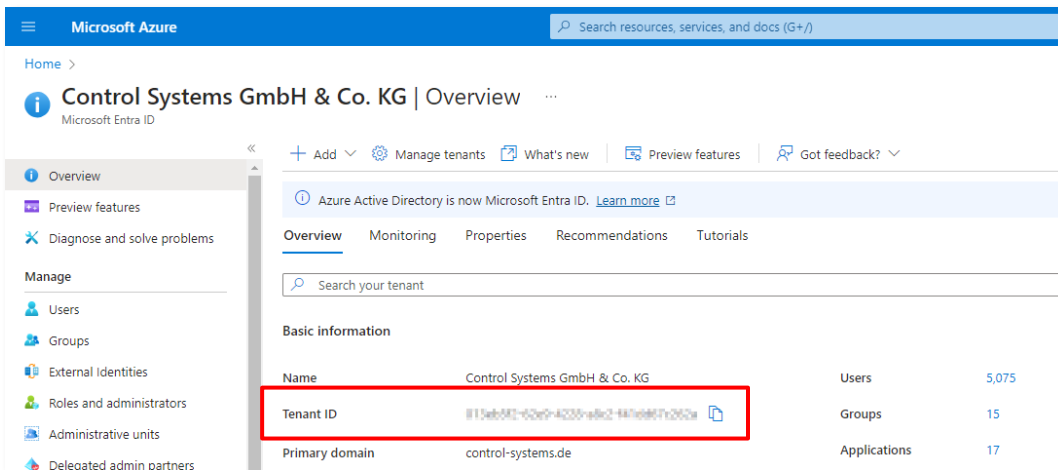 Microsoft Azure
Search resources, services, and docs (G+/)
Home >
Control Systems GmbH & Co. KG | Overview ...
Microsoft Entra ID
«
Overview
Preview features
Diagnose and solve problems
Manage
Users
Groups
External Identities
Roles and administrators
Administrative units
Delegated admin partners
Add
Manage tenants
What's new
Preview features
Got feedback?
Azure Active Directory is now Microsoft Entra ID. Learn more
Overview Monitoring Properties Recommendations Tutorials
Search your tenant
Basic information
Name Control Systems GmbH & Co. KG Users 5,075
Tenant ID Groups 15
Primary domain control-systems.de Applications 17